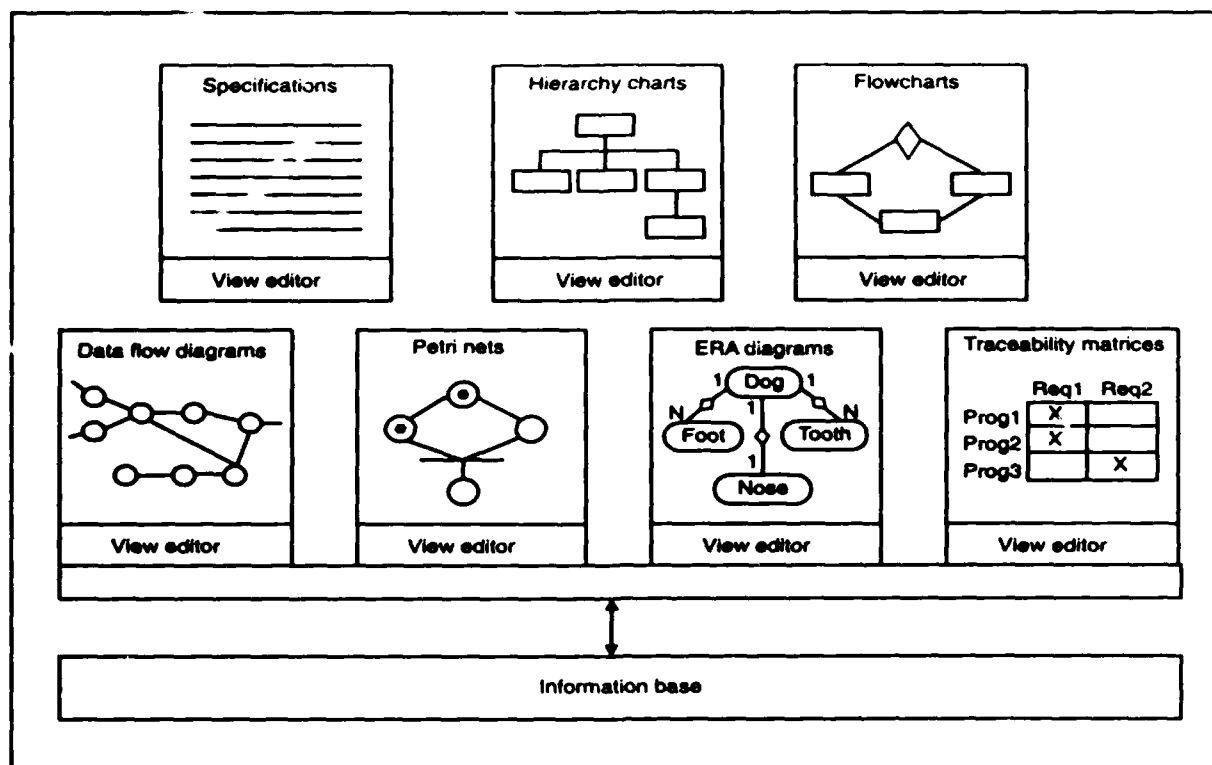 Specifications
Hierarchy charts
Flowcharts
View editor
View editor
View editor
Data flow diagrams
Petri nets
ERA diagrams
Traceability matrices
1 Dog 1
1
N
N
Foot
Tooth
1
Nose
Req1 Req2
Prog1 X
Prog2 X
Prog3 X
View editor
View editor
View editor
View editor
Information base